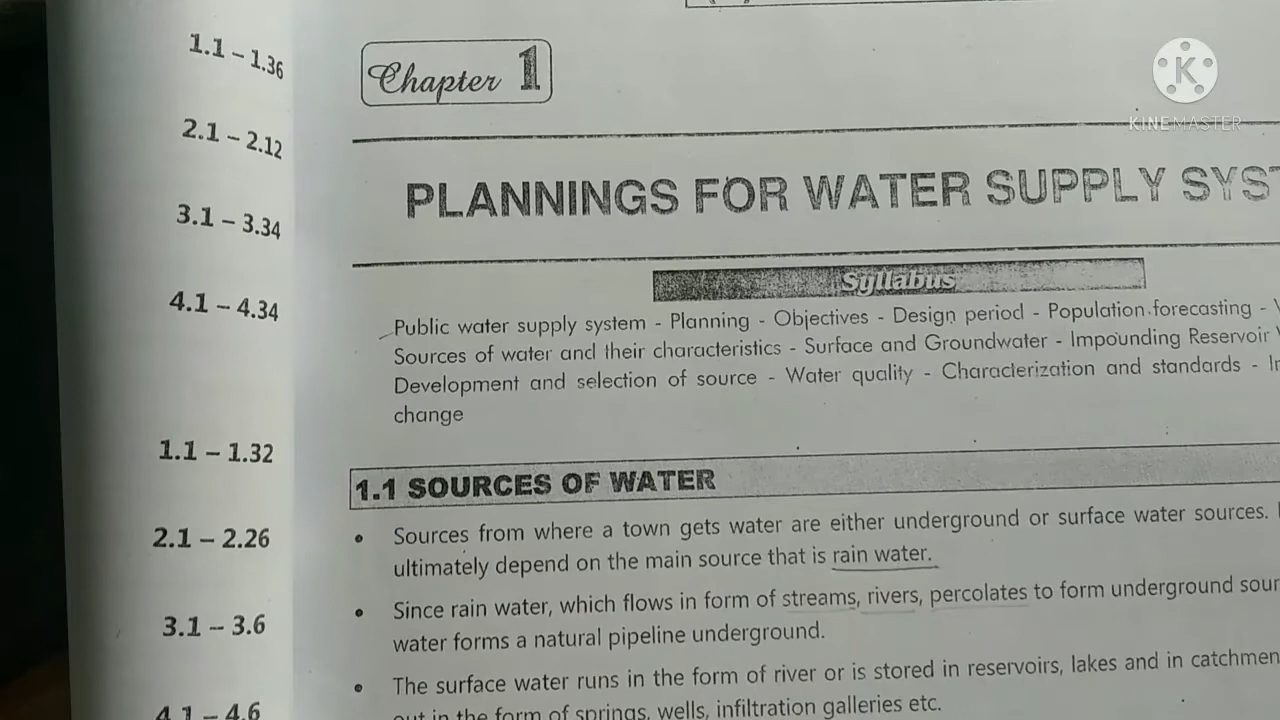 1.1 – 1.36
2.1 – 2.12
3.1 – 3.34
4.1 – 4.34
1.1 – 1.32
2.1 – 2.26
3.1 – 3.6
4.1 – 4.6
Chapter 1
PLANNINGS FOR WATER SUPPLY SYST
Syllabus
Public water supply system - Planning - Objectives - Design period - Population forecasting -
Sources of water and their characteristics - Surface and Groundwater - Impounding Reservoir
Development and selection of source - Water quality - Characterization and standards -
change
1.1 SOURCES OF WATER
• Sources from where a town gets water are either underground or surface water sources.
ultimately depend on the main source that is rain water.
• Since rain water, which flows in form of streams, rivers, percolates to form underground sour
water forms a natural pipeline underground.
• The surface water runs in the form of river or is stored in reservoirs, lakes and in catchmen
out in the form of springs, wells, infiltration galleries etc.
K
KINEMASTER